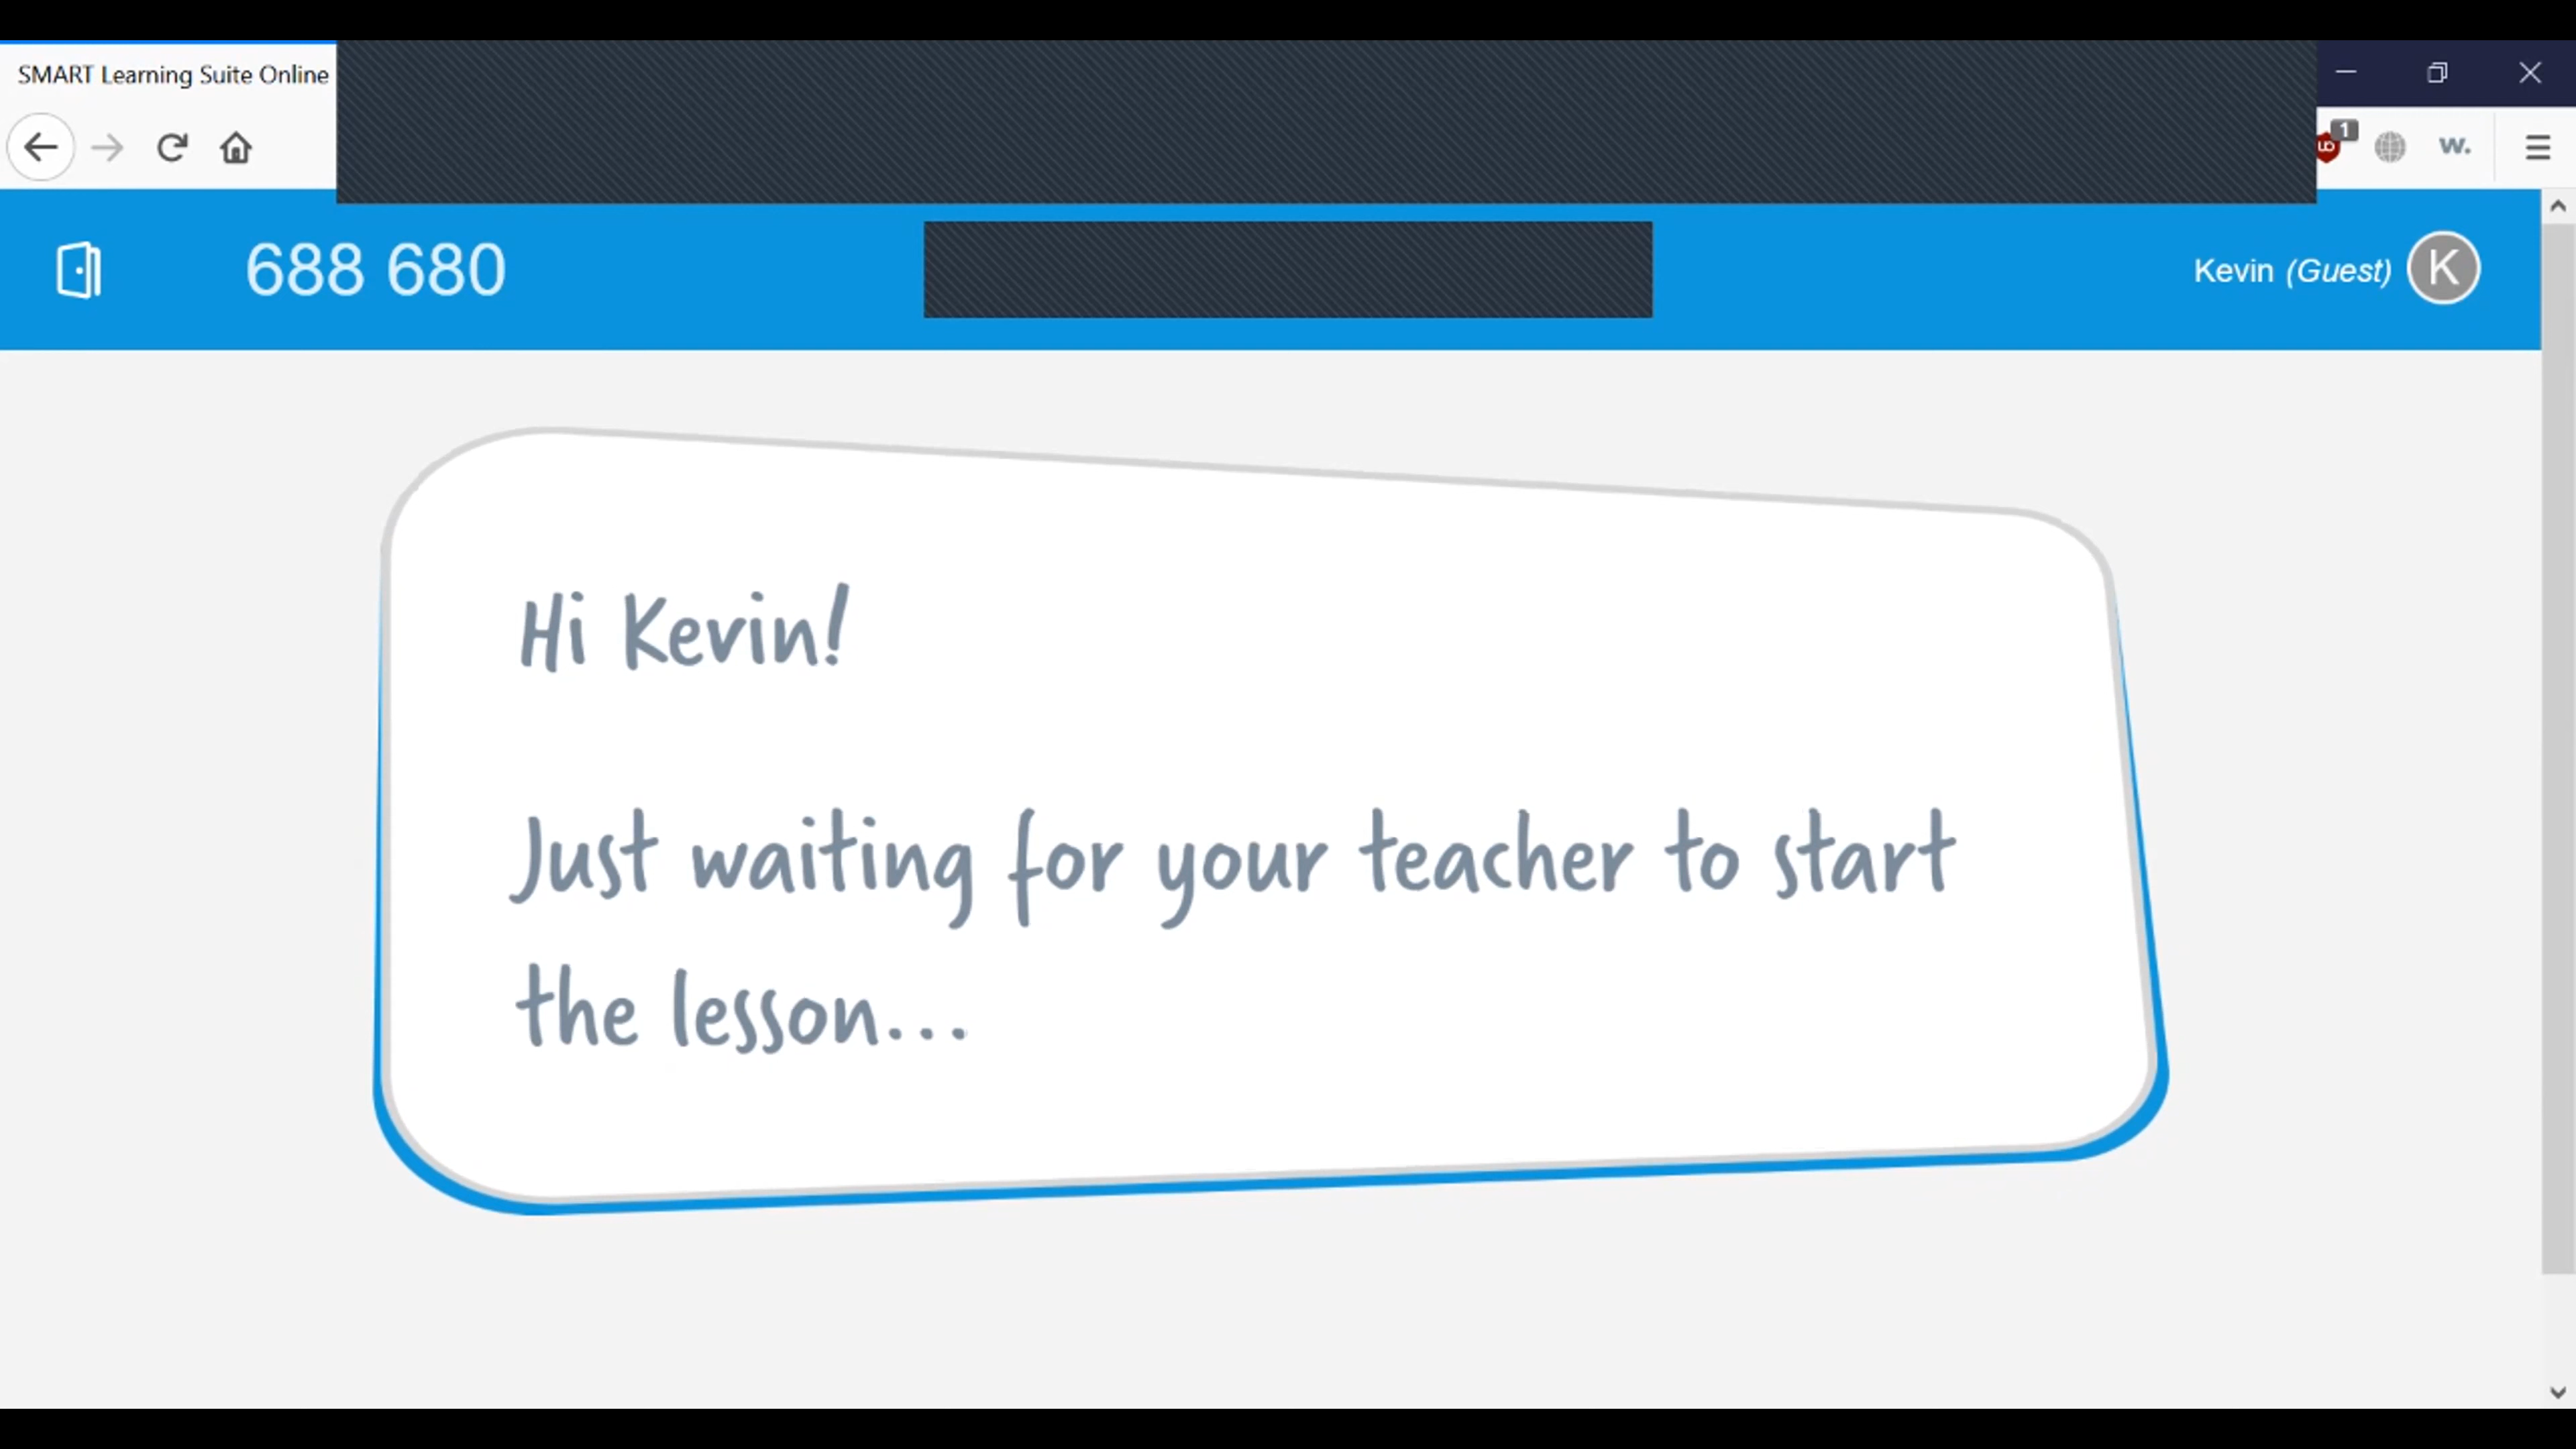 SMART Learning Suite Online
1
w.
688 680
Kevin (Guest)
K
Hi Kevin!
Just waiting for your teacher to start
the lesson...